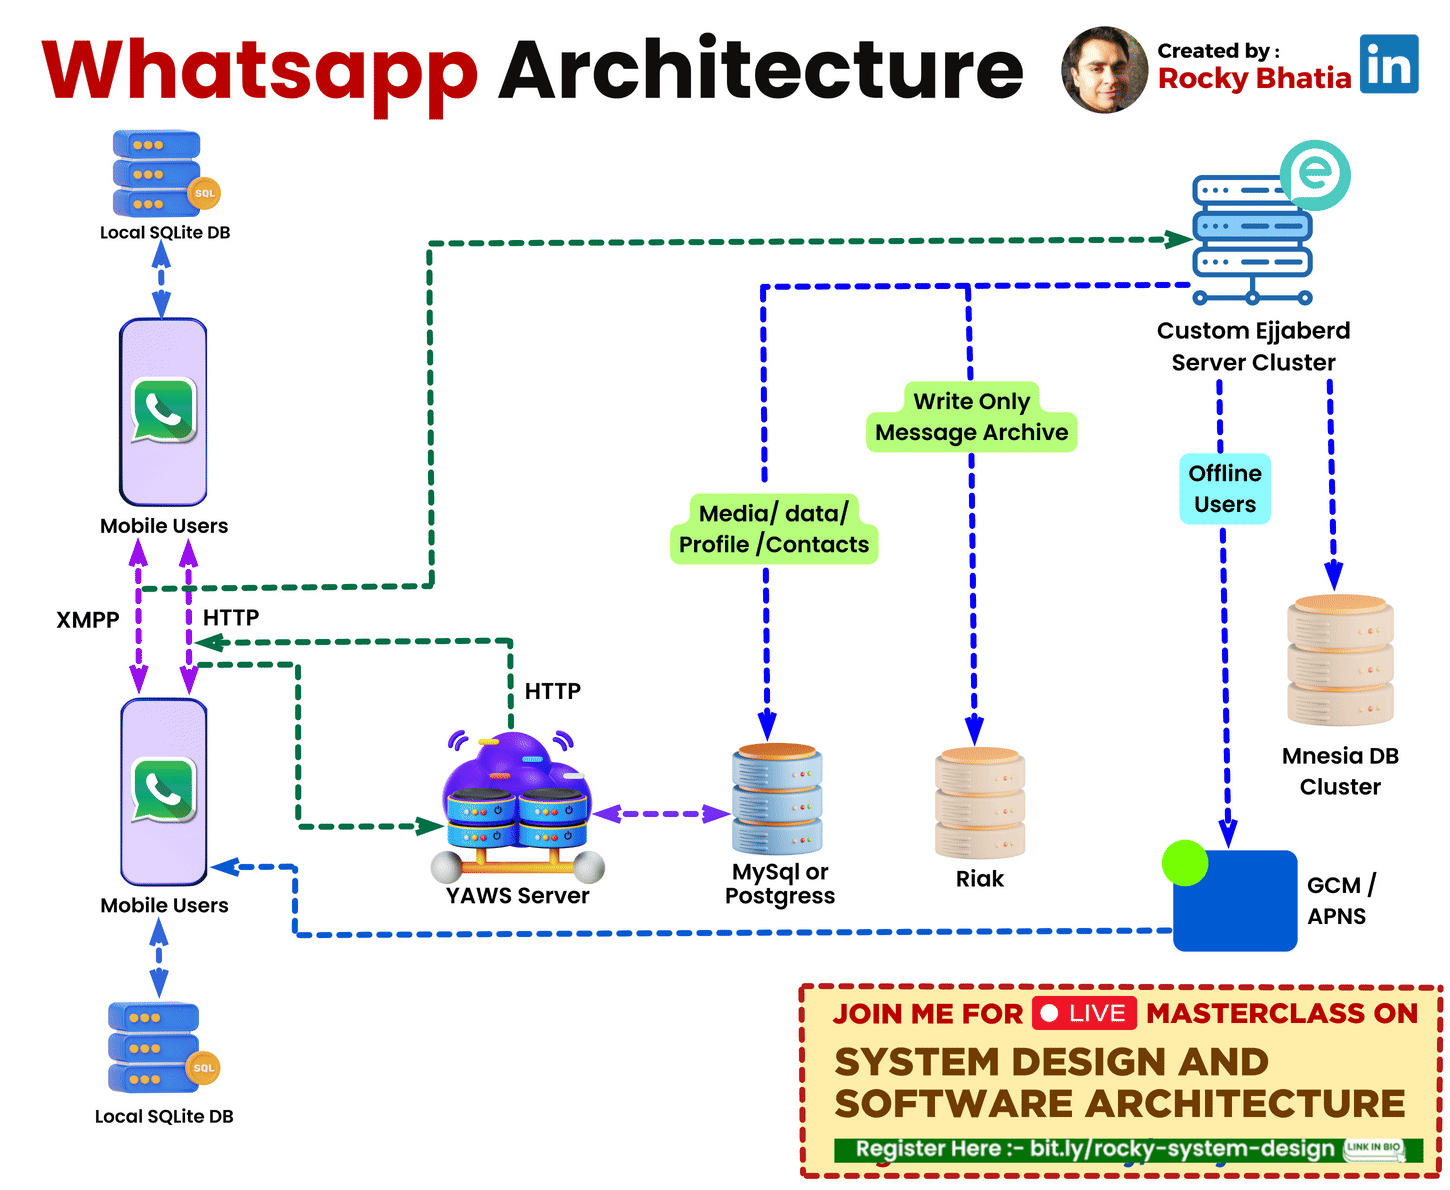 Whatsapp Architecture
Created by :
Rocky Bhatia
in
SQL
Local SQLite DB
e
Custom Ejjaberd
Server Cluster
Write Only
Message Archive
Offline
Users
Media/ data/
Profile /Contacts
Mobile Users
XMPP
HTTP
HTTP
Mnesia DB
Cluster
YAWS Server
MySql or
Postgress
Riak
GCM /
APNS
Mobile Users
SQL
Local SQLite DB
JOIN ME FOR LIVE MASTERCLASS ON
SYSTEM DESIGN AND
SOFTWARE ARCHITECTURE
Register Here :- bit.ly/rocky-system-design LINK IN BIO